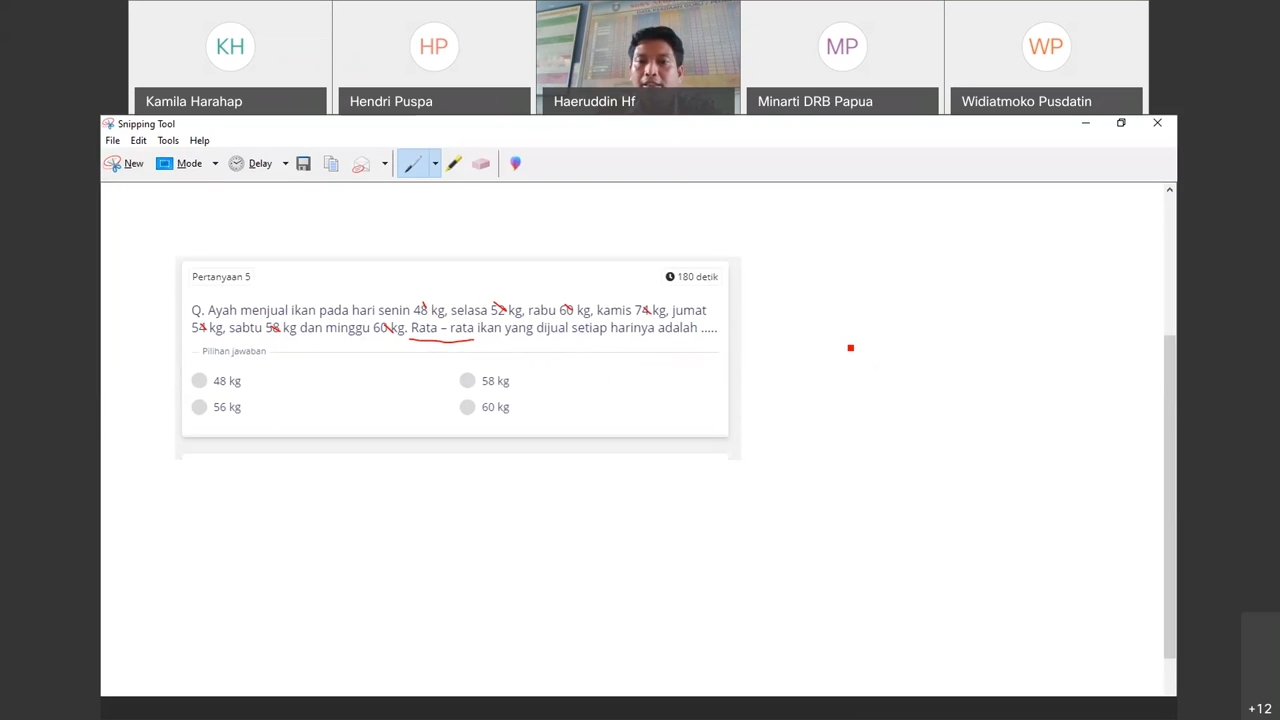 KH
HP
MP
WP
Kamila Harahap
Hendri Puspa
Haeruddin Hf
Minarti DRB Papua
Widiatmoko Pusdatin
Snipping Tool
File Edit Tools Help
New Mode Delay
Pertanyaan 5
180 detik
Q. Ayah menjual ikan pada hari senin 48 kg, selasa 52 kg, rabu 60 kg, kamis 74 kg, jumat
54 kg, sabtu 58 kg dan minggu 60 kg. Rata – rata ikan yang dijual setiap harinya adalah .....
Pilihan jawaban
48 kg
58 kg
56 kg
60 kg
+12